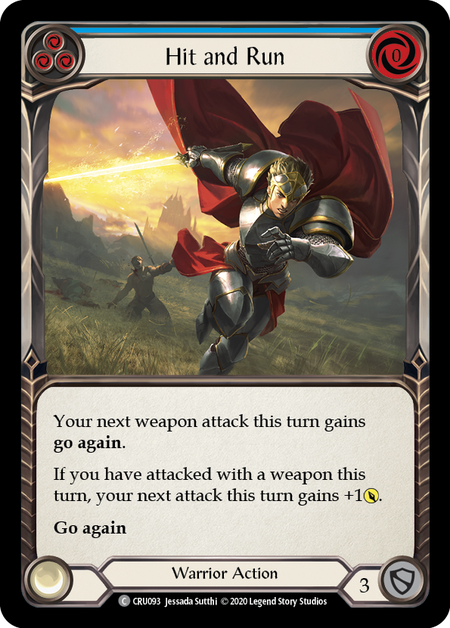 Hit and Run
0
Your next weapon attack this turn gains
go again.
If you have attacked with a weapon this
turn, your next attack this turn gains +1.
Go again
Warrior Action
3
C CRU093 Jessada Sutthi © 2020 Legend Story Studios